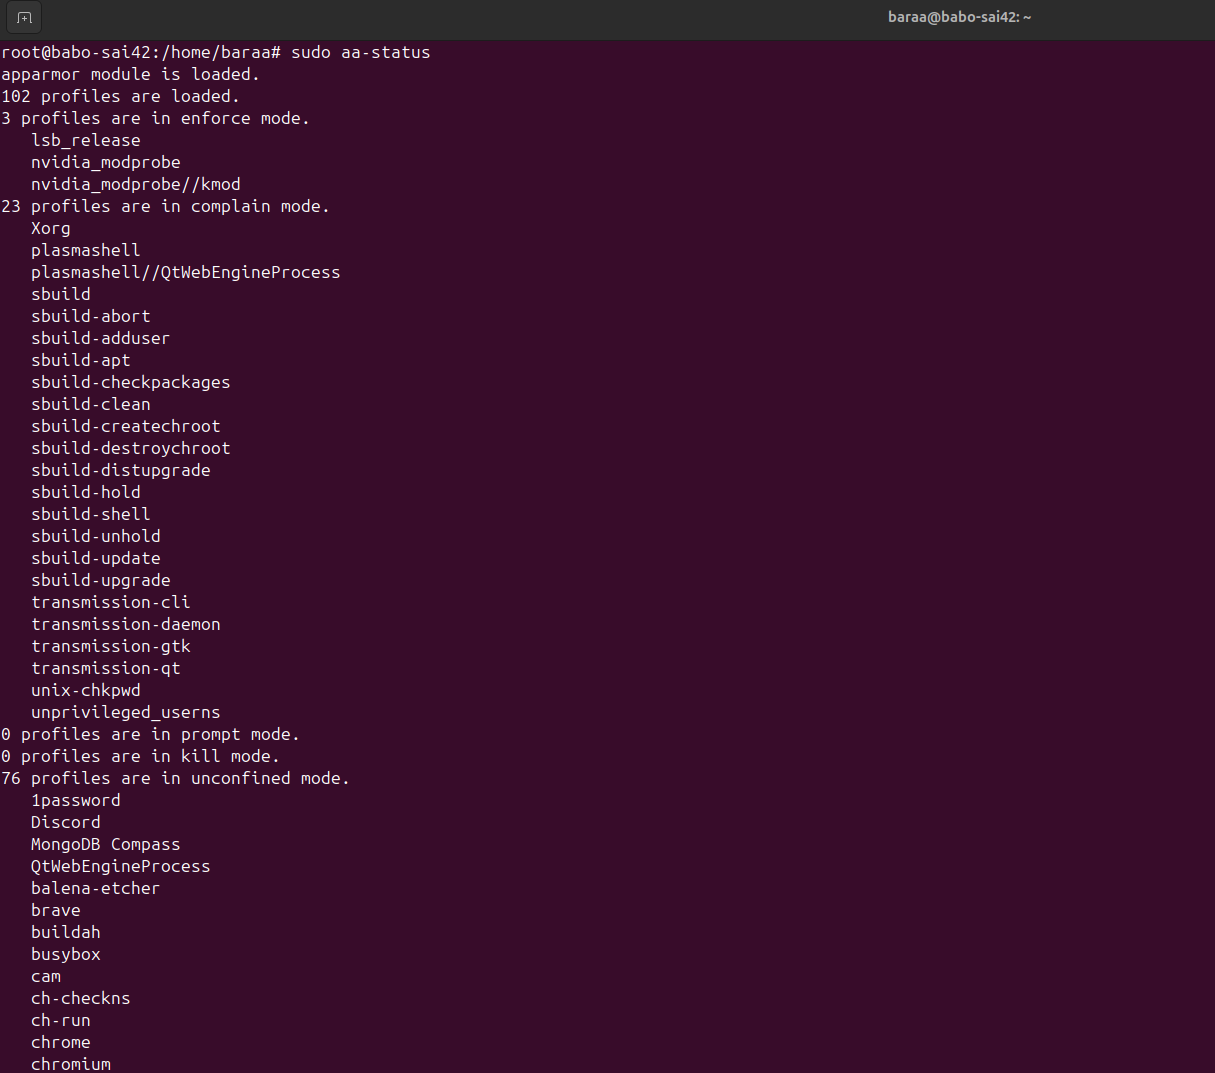 baraa@babo-sai42: ~
root@babo-sai42:/home/baraa# sudo aa-status
apparmor module is loaded.
102 profiles are loaded.
3 profiles are in enforce mode.
   lsb_release
   nvidia_modprobe
   nvidia_modprobe//kmod
23 profiles are in complain mode.
   Xorg
   plasmashell
   plasmashell//QtWebEngineProcess
   sbuild
   sbuild-abort
   sbuild-adduser
   sbuild-apt
   sbuild-checkpackages
   sbuild-clean
   sbuild-createchroot
   sbuild-destroychroot
   sbuild-distupgrade
   sbuild-hold
   sbuild-shell
   sbuild-unhold
   sbuild-update
   sbuild-upgrade
   transmission-cli
   transmission-daemon
   transmission-gtk
   transmission-qt
   unix-chkpwd
   unprivileged_userns
0 profiles are in prompt mode.
0 profiles are in kill mode.
76 profiles are in unconfined mode.
   1password
   Discord
   MongoDB Compass
   QtWebEngineProcess
   balena-etcher
   brave
   buildah
   busybox
   cam
   ch-checkns
   ch-run
   chrome
   chromium